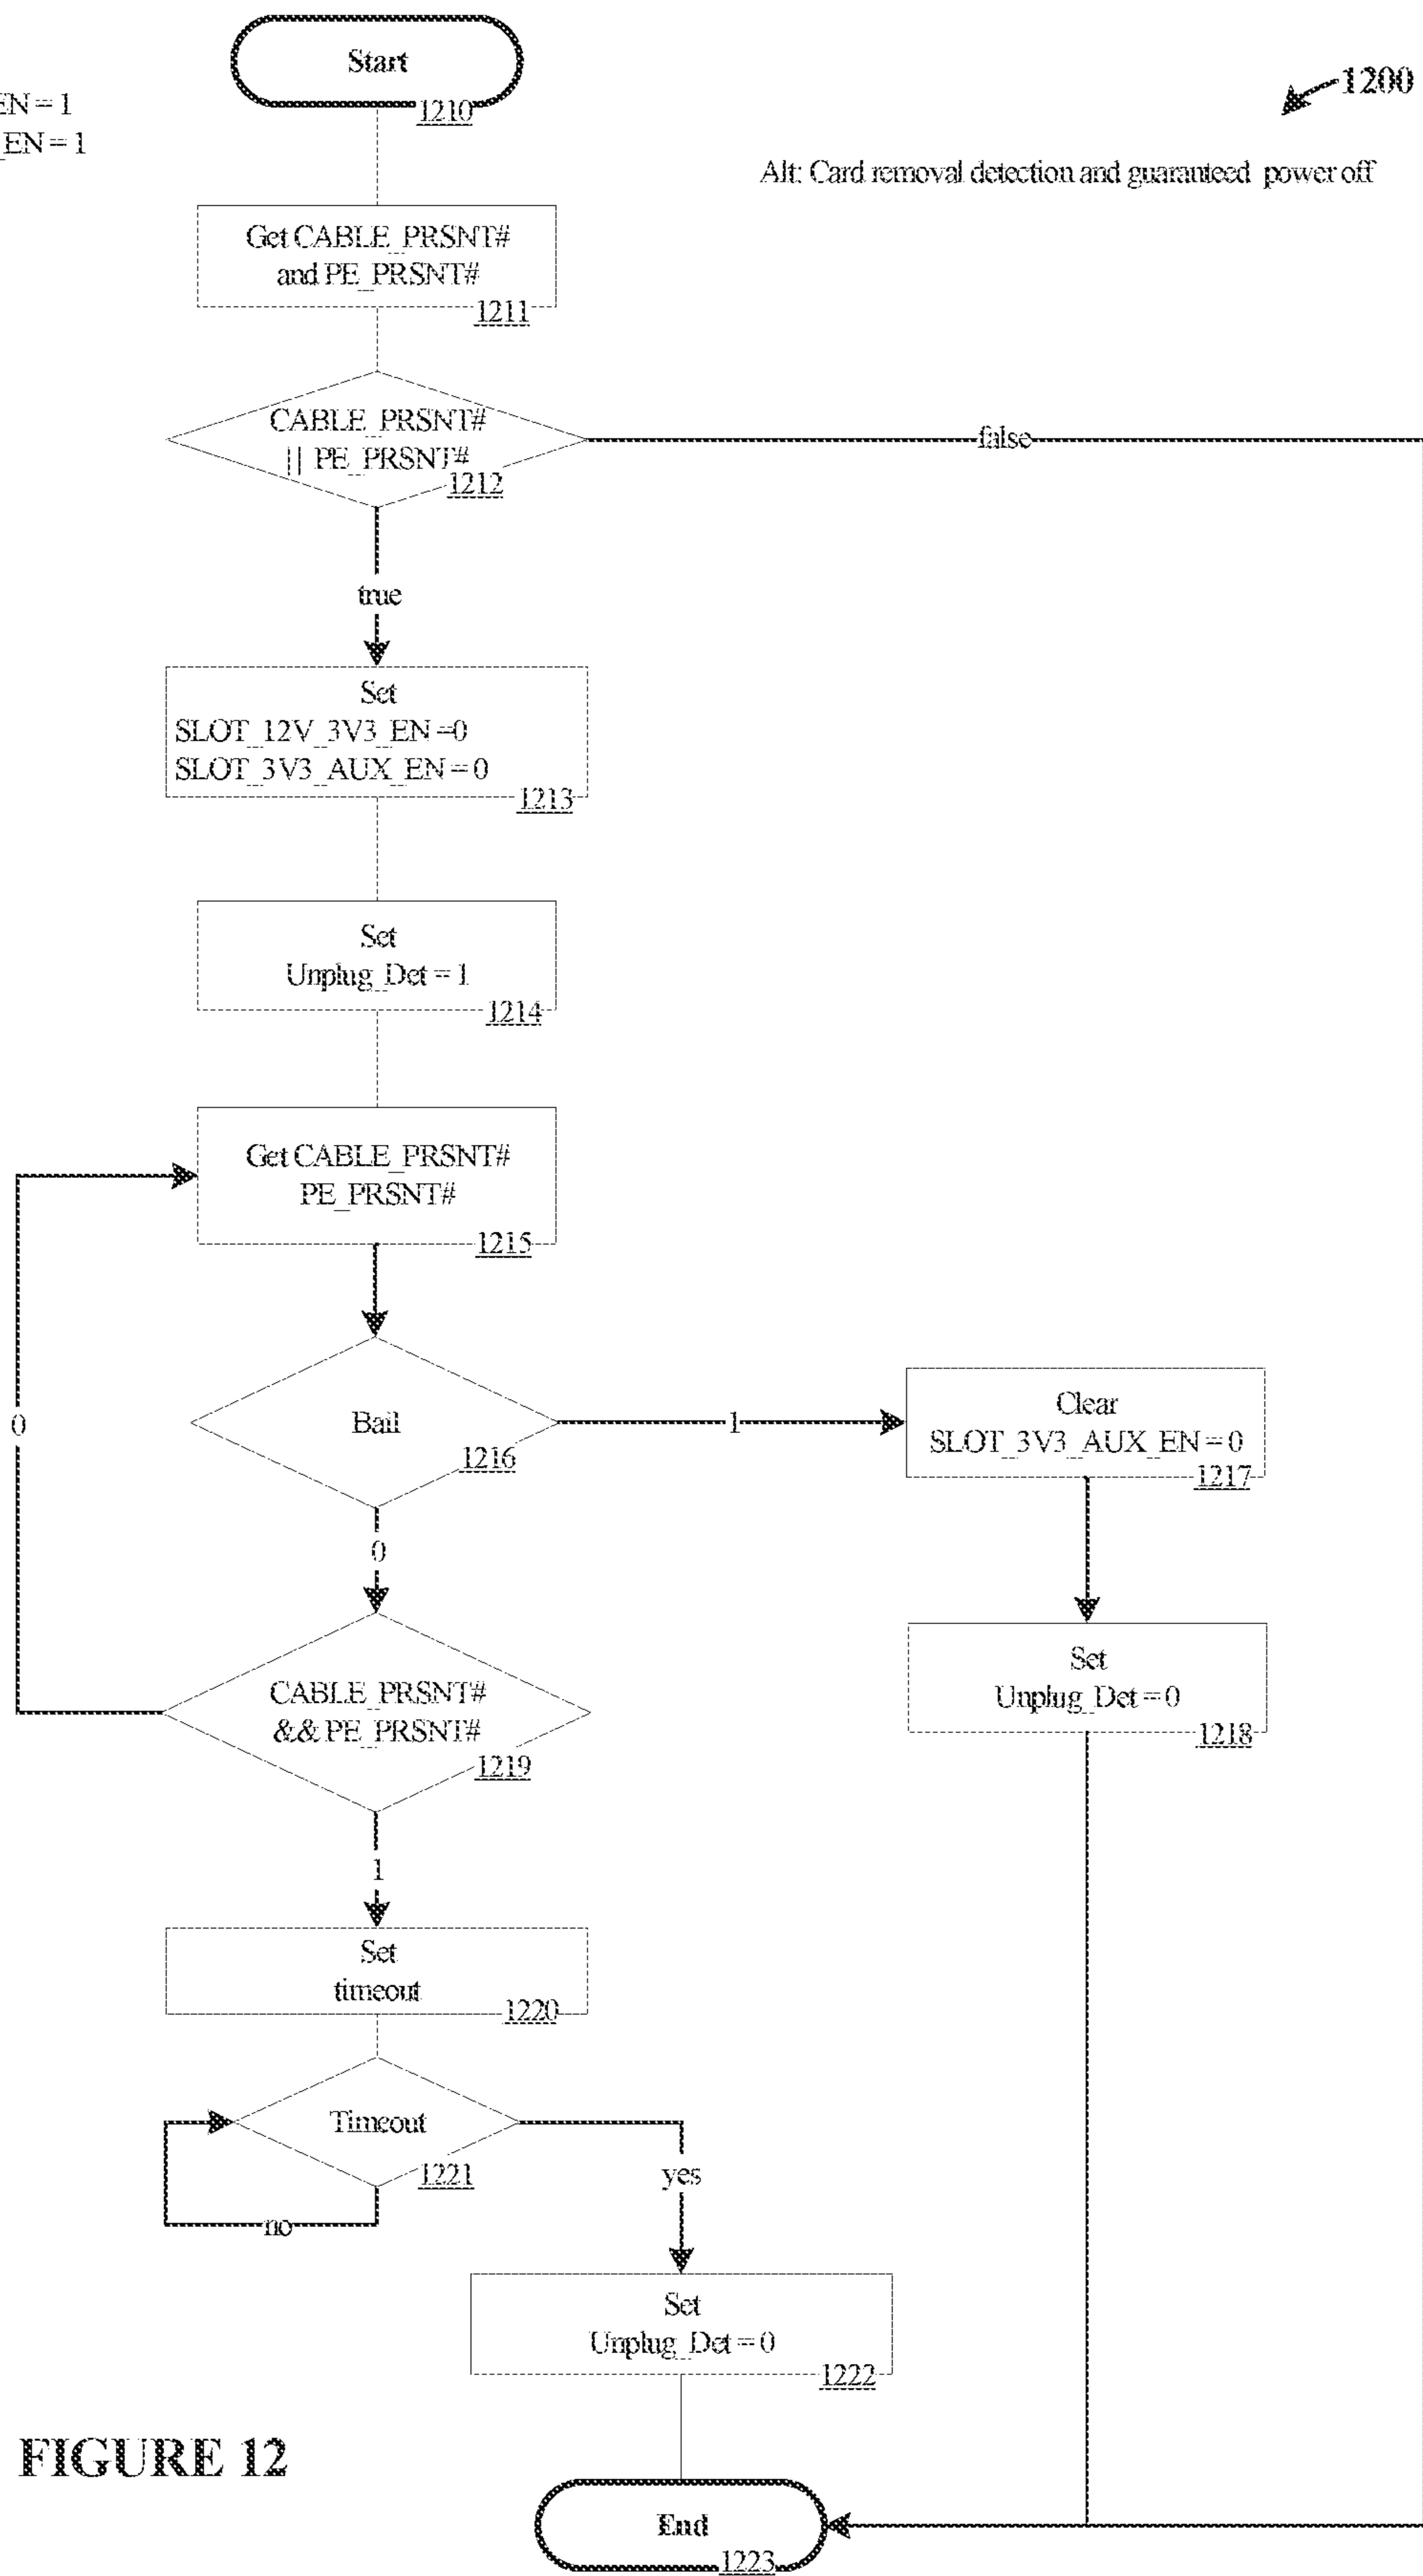 Start
1210
EN = 1
_EN = 1
1200
Alt: Card removal detection and guaranteed power off
Get CABLE_PRSNT#
and PE_PRSNT#
1211
CABLE_PRSNT#
|| PE_PRSNT#
1212
false
true
Set
SLOT_12V_3V3_EN =0
SLOT_3V3_AUX_EN = 0
1213
Set
Unplug_Det = 1
1214
Get CABLE_PRSNT#
PE_PRSNT#
1215
0
Bail
1216
1
Clear
SLOT_3V3_AUX_EN = 0
1217
0
Set
Unplug_Det = 0
1218
CABLE_PRSNT#
&& PE_PRSNT#
1219
1
Set
timeout
1220
Timeout
1221
yes
no
Set
Unplug_Det = 0
1222
FIGURE 12
End
1223